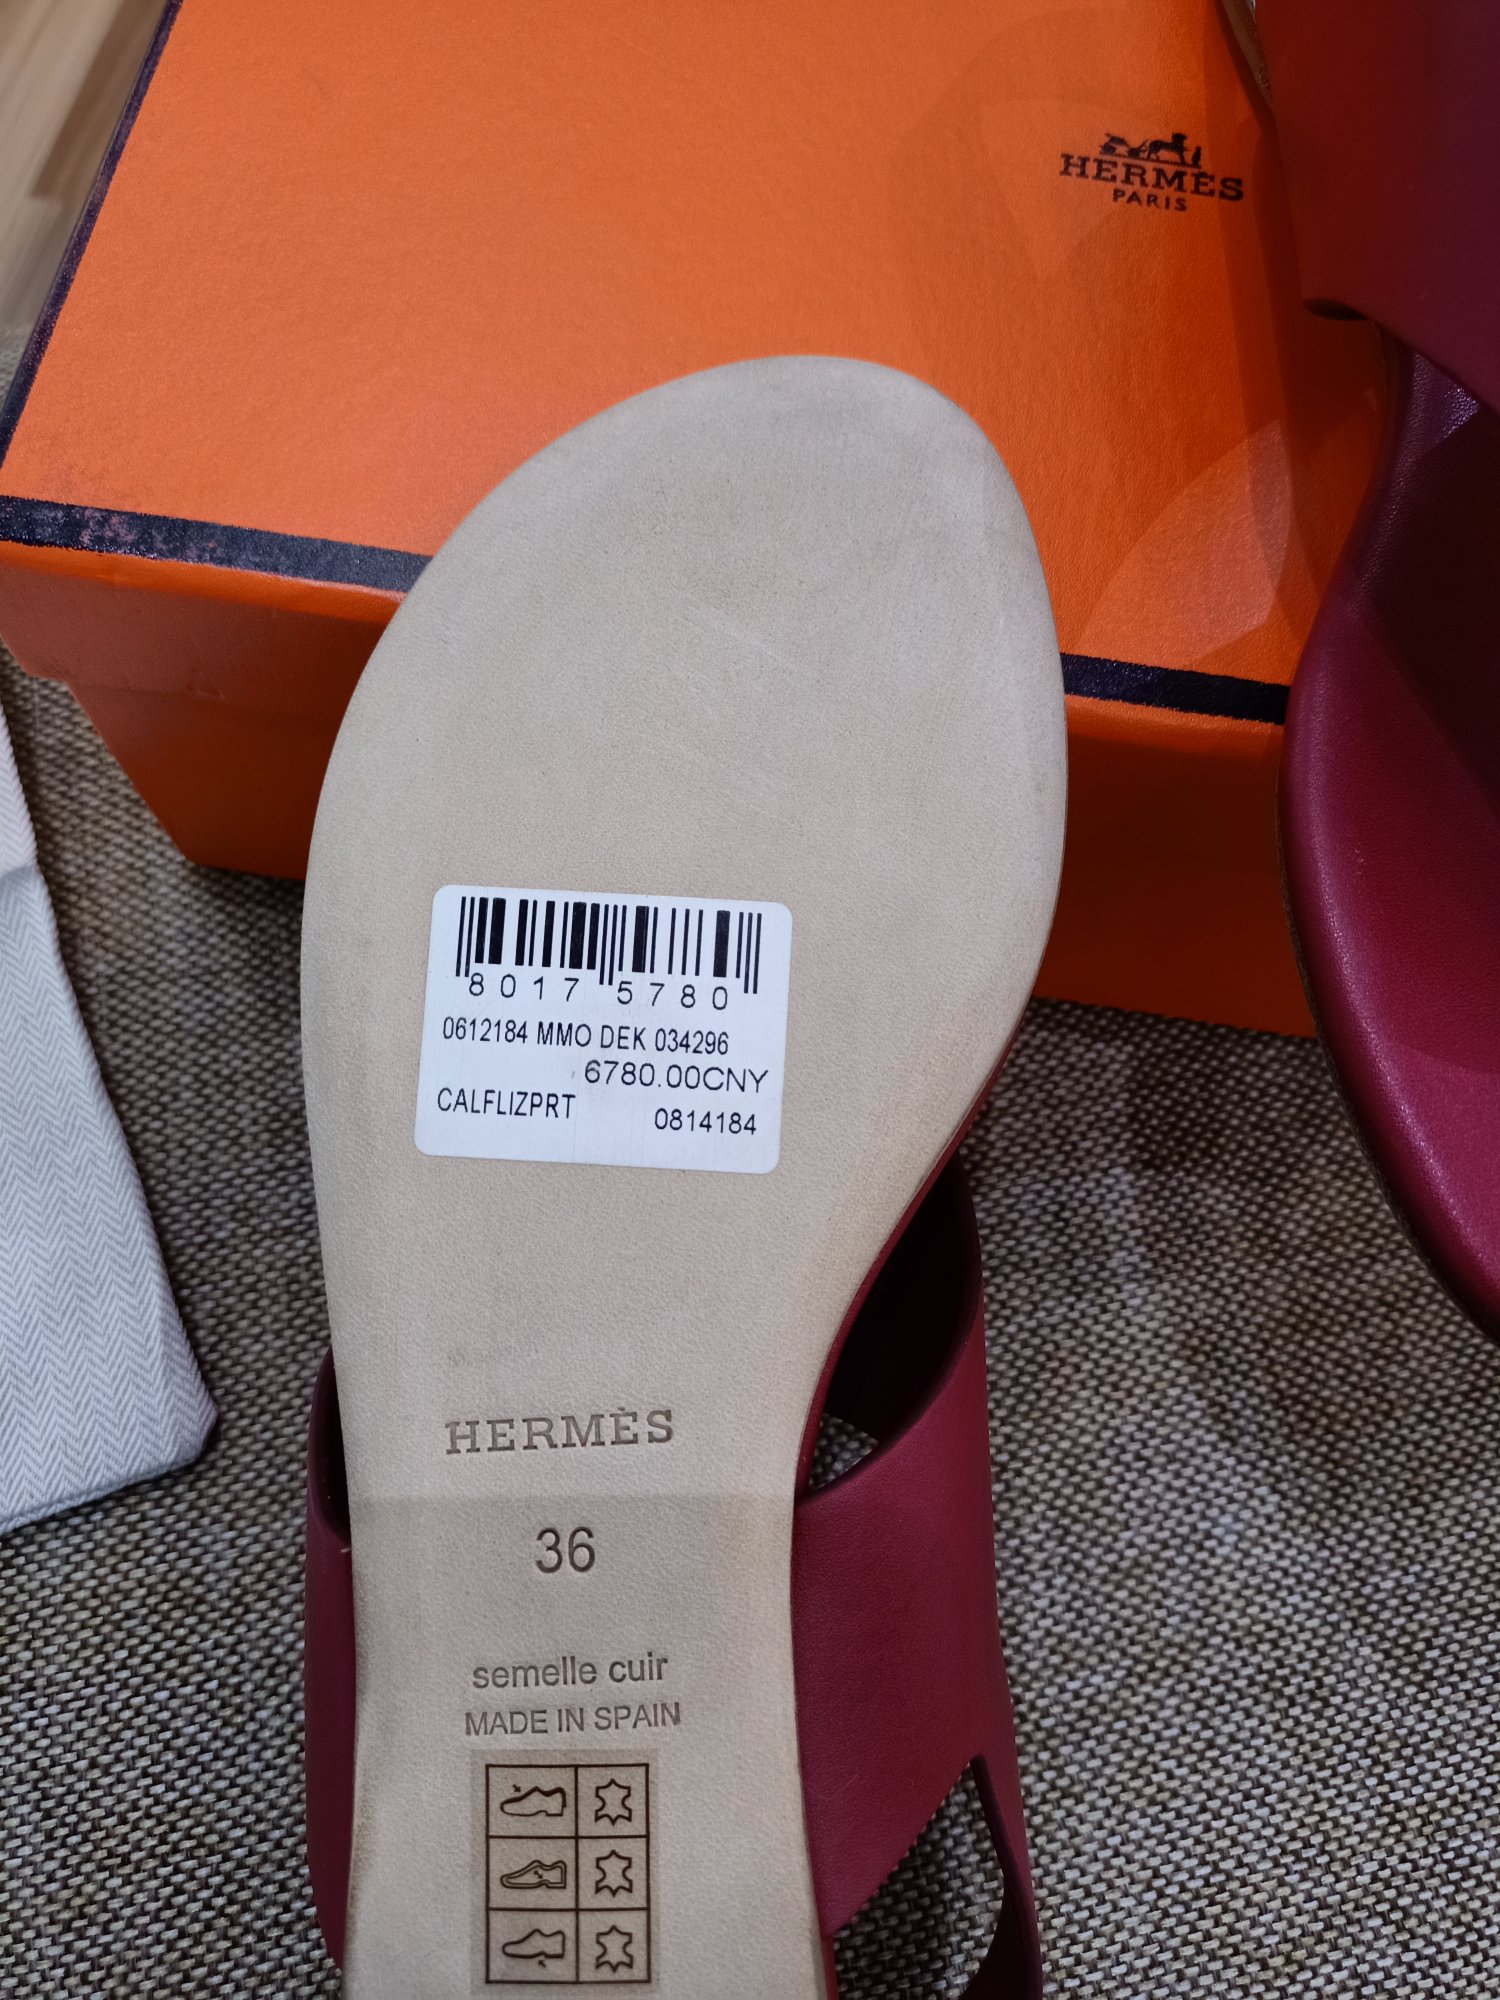 HERMÈS
PARIS
8017 5780
0612184 MMO DEK 034296
6780.00CNY
CALFLIZPRT 0814184
HERMÈS
36
semelle cuir
MADE IN SPAIN